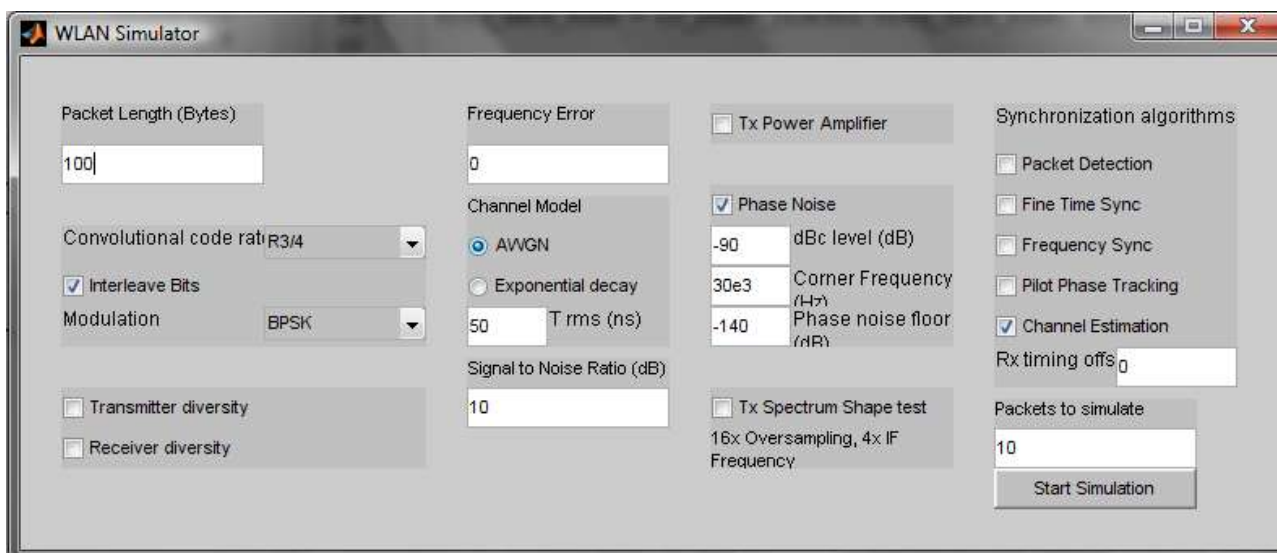 WLAN Simulator
Packet Length (Bytes)
100
Convolutional code rat
R3/4
Interleave Bits
Modulation
BPSK
Transmitter diversity
Receiver diversity
Frequency Error
0
Channel Model
AWGN
Exponential decay
50
T rms (ns)
Signal to Noise Ratio (dB)
10
Tx Power Amplifier
Phase Noise
-90
dBc level (dB)
30e3
Corner Frequency
(Hz)
-140
Phase noise floor
(dB)
Tx Spectrum Shape test
16x Oversampling, 4x IF
Frequency
Synchronization algorithms
Packet Detection
Fine Time Sync
Frequency Sync
Pilot Phase Tracking
Channel Estimation
Rx timing offs
0
Packets to simulate
10
Start Simulation